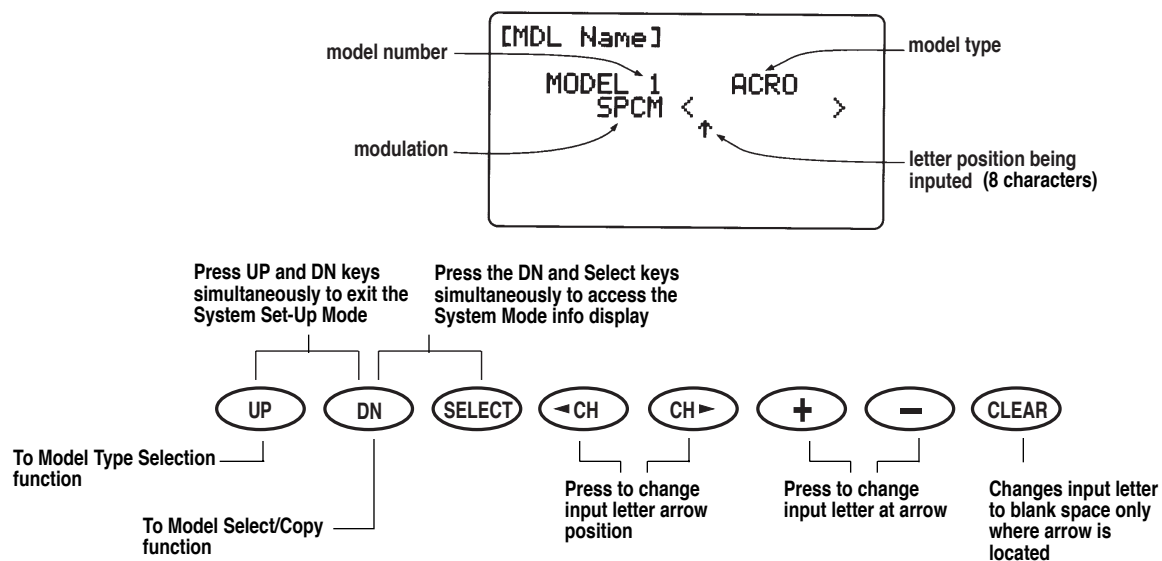 [MDL Name]
model number
model type
MODEL 1 ACRO
SPCM < >
↑
modulation
letter position being
inputed (8 characters)
Press UP and DN keys
simultaneously to exit the
System Set-Up Mode
Press the DN and Select keys
simultaneously to access the
System Mode info display
UP DN SELECT ◄CH CH► + − CLEAR
To Model Type Selection
function
To Model Select/Copy
function
Press to change
input letter arrow
position
Press to change
input letter at arrow
Changes input letter
to blank space only
where arrow is
located